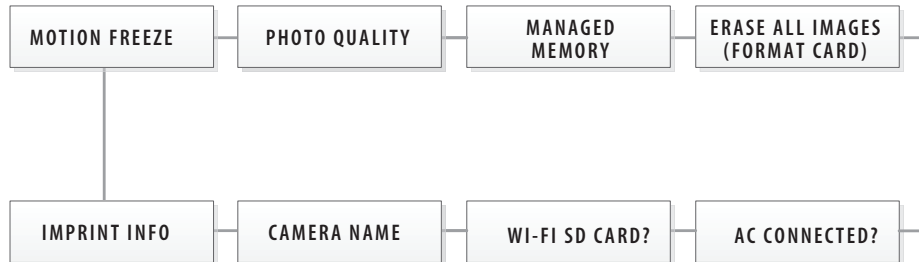 MOTION FREEZE
PHOTO QUALITY
MANAGED
MEMORY
ERASE ALL IMAGES
(FORMAT CARD)
IMPRINT INFO
CAMERA NAME
WI-FI SD CARD?
AC CONNECTED?